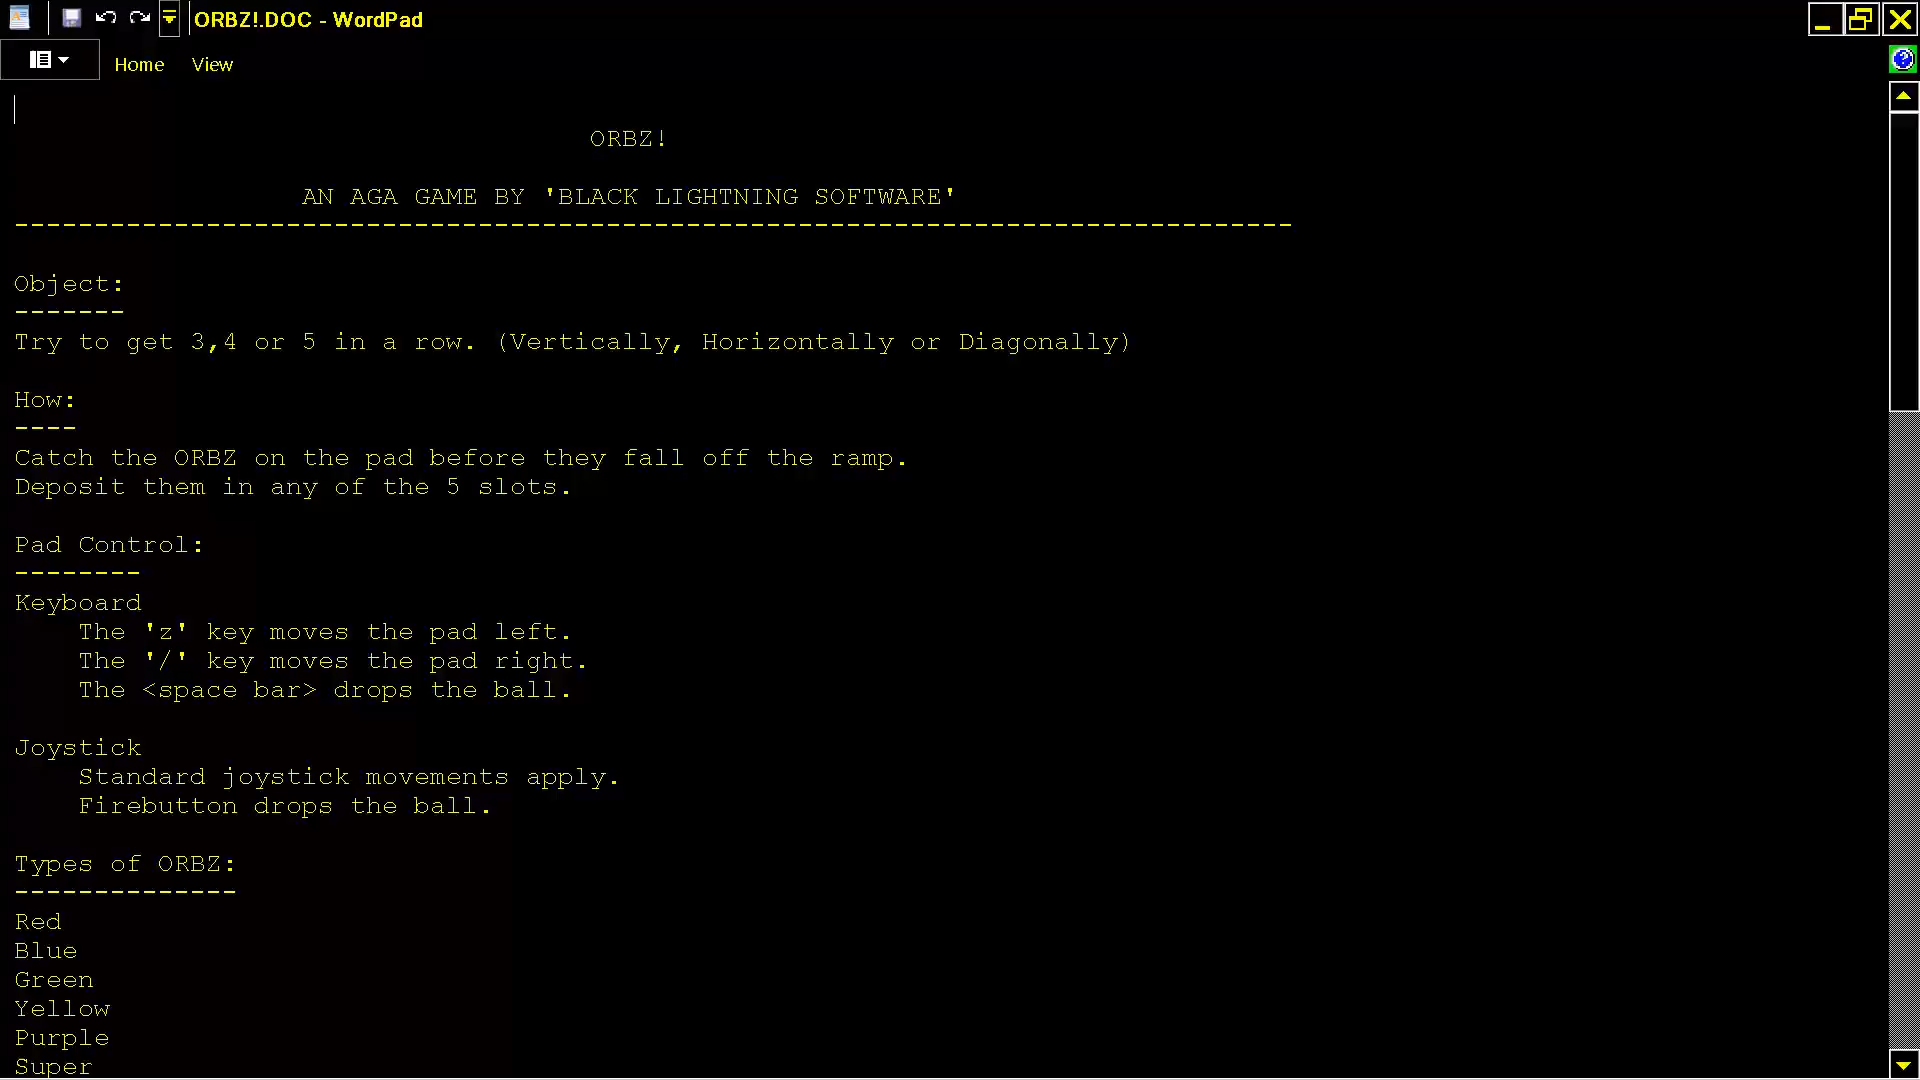 ORBZ!.DOC - WordPad
Home View
ORBZ!
AN AGA GAME BY 'BLACK LIGHTNING SOFTWARE'
--------------------------------------------------------------------------------
Object:
-------
Try to get 3,4 or 5 in a row. (Vertically, Horizontally or Diagonally)
How:
----
Catch the ORBZ on the pad before they fall off the ramp.
Deposit them in any of the 5 slots.
Pad Control:
--------
Keyboard
The 'z' key moves the pad left.
The '/' key moves the pad right.
The <space bar> drops the ball.
Joystick
Standard joystick movements apply.
Firebutton drops the ball.
Types of ORBZ:
--------------
Red
Blue
Green
Yellow
Purple
Super